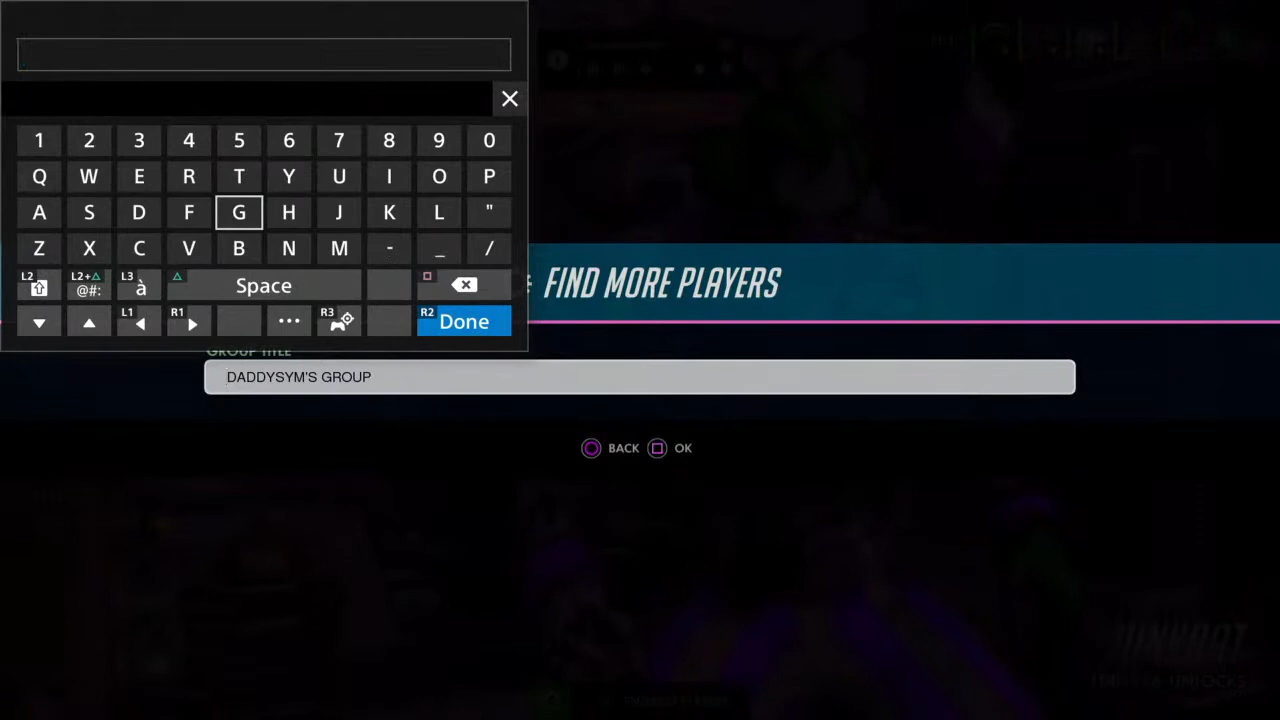 1 2 3 4 5 6 7 8 9 0
Q W E R T Y U I O P
A S D F G H J K L "
Z X C V B N M - _ /
L2 L2+△ @#: L3 à △ Space
L1 R1 ... R3 R2 Done
FIND MORE PLAYERS
GROUP TITLE
DADDYSYM'S GROUP
BACK OK
UNLOCKS